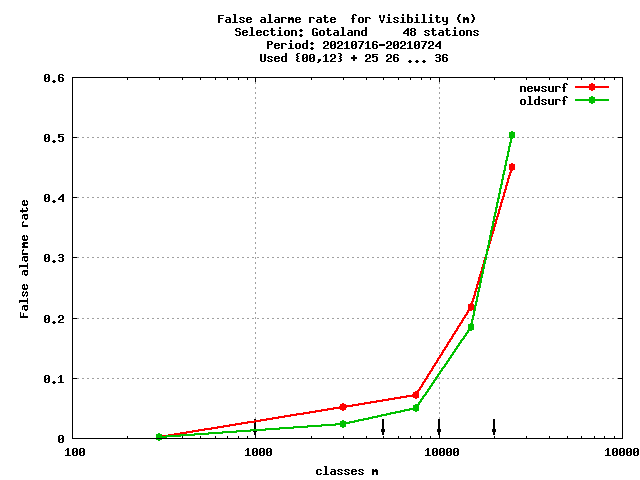 False alarme rate  for Visibility (m)
Selection: Gotaland     48 stations
Period: 20210716-20210724
Used {00,12} + 25 26 ... 36
newsurf
oldsurf
0.6
0.5
0.4
0.3
0.2
0.1
0
False alarme rate
100 1000 10000 10000
classes m